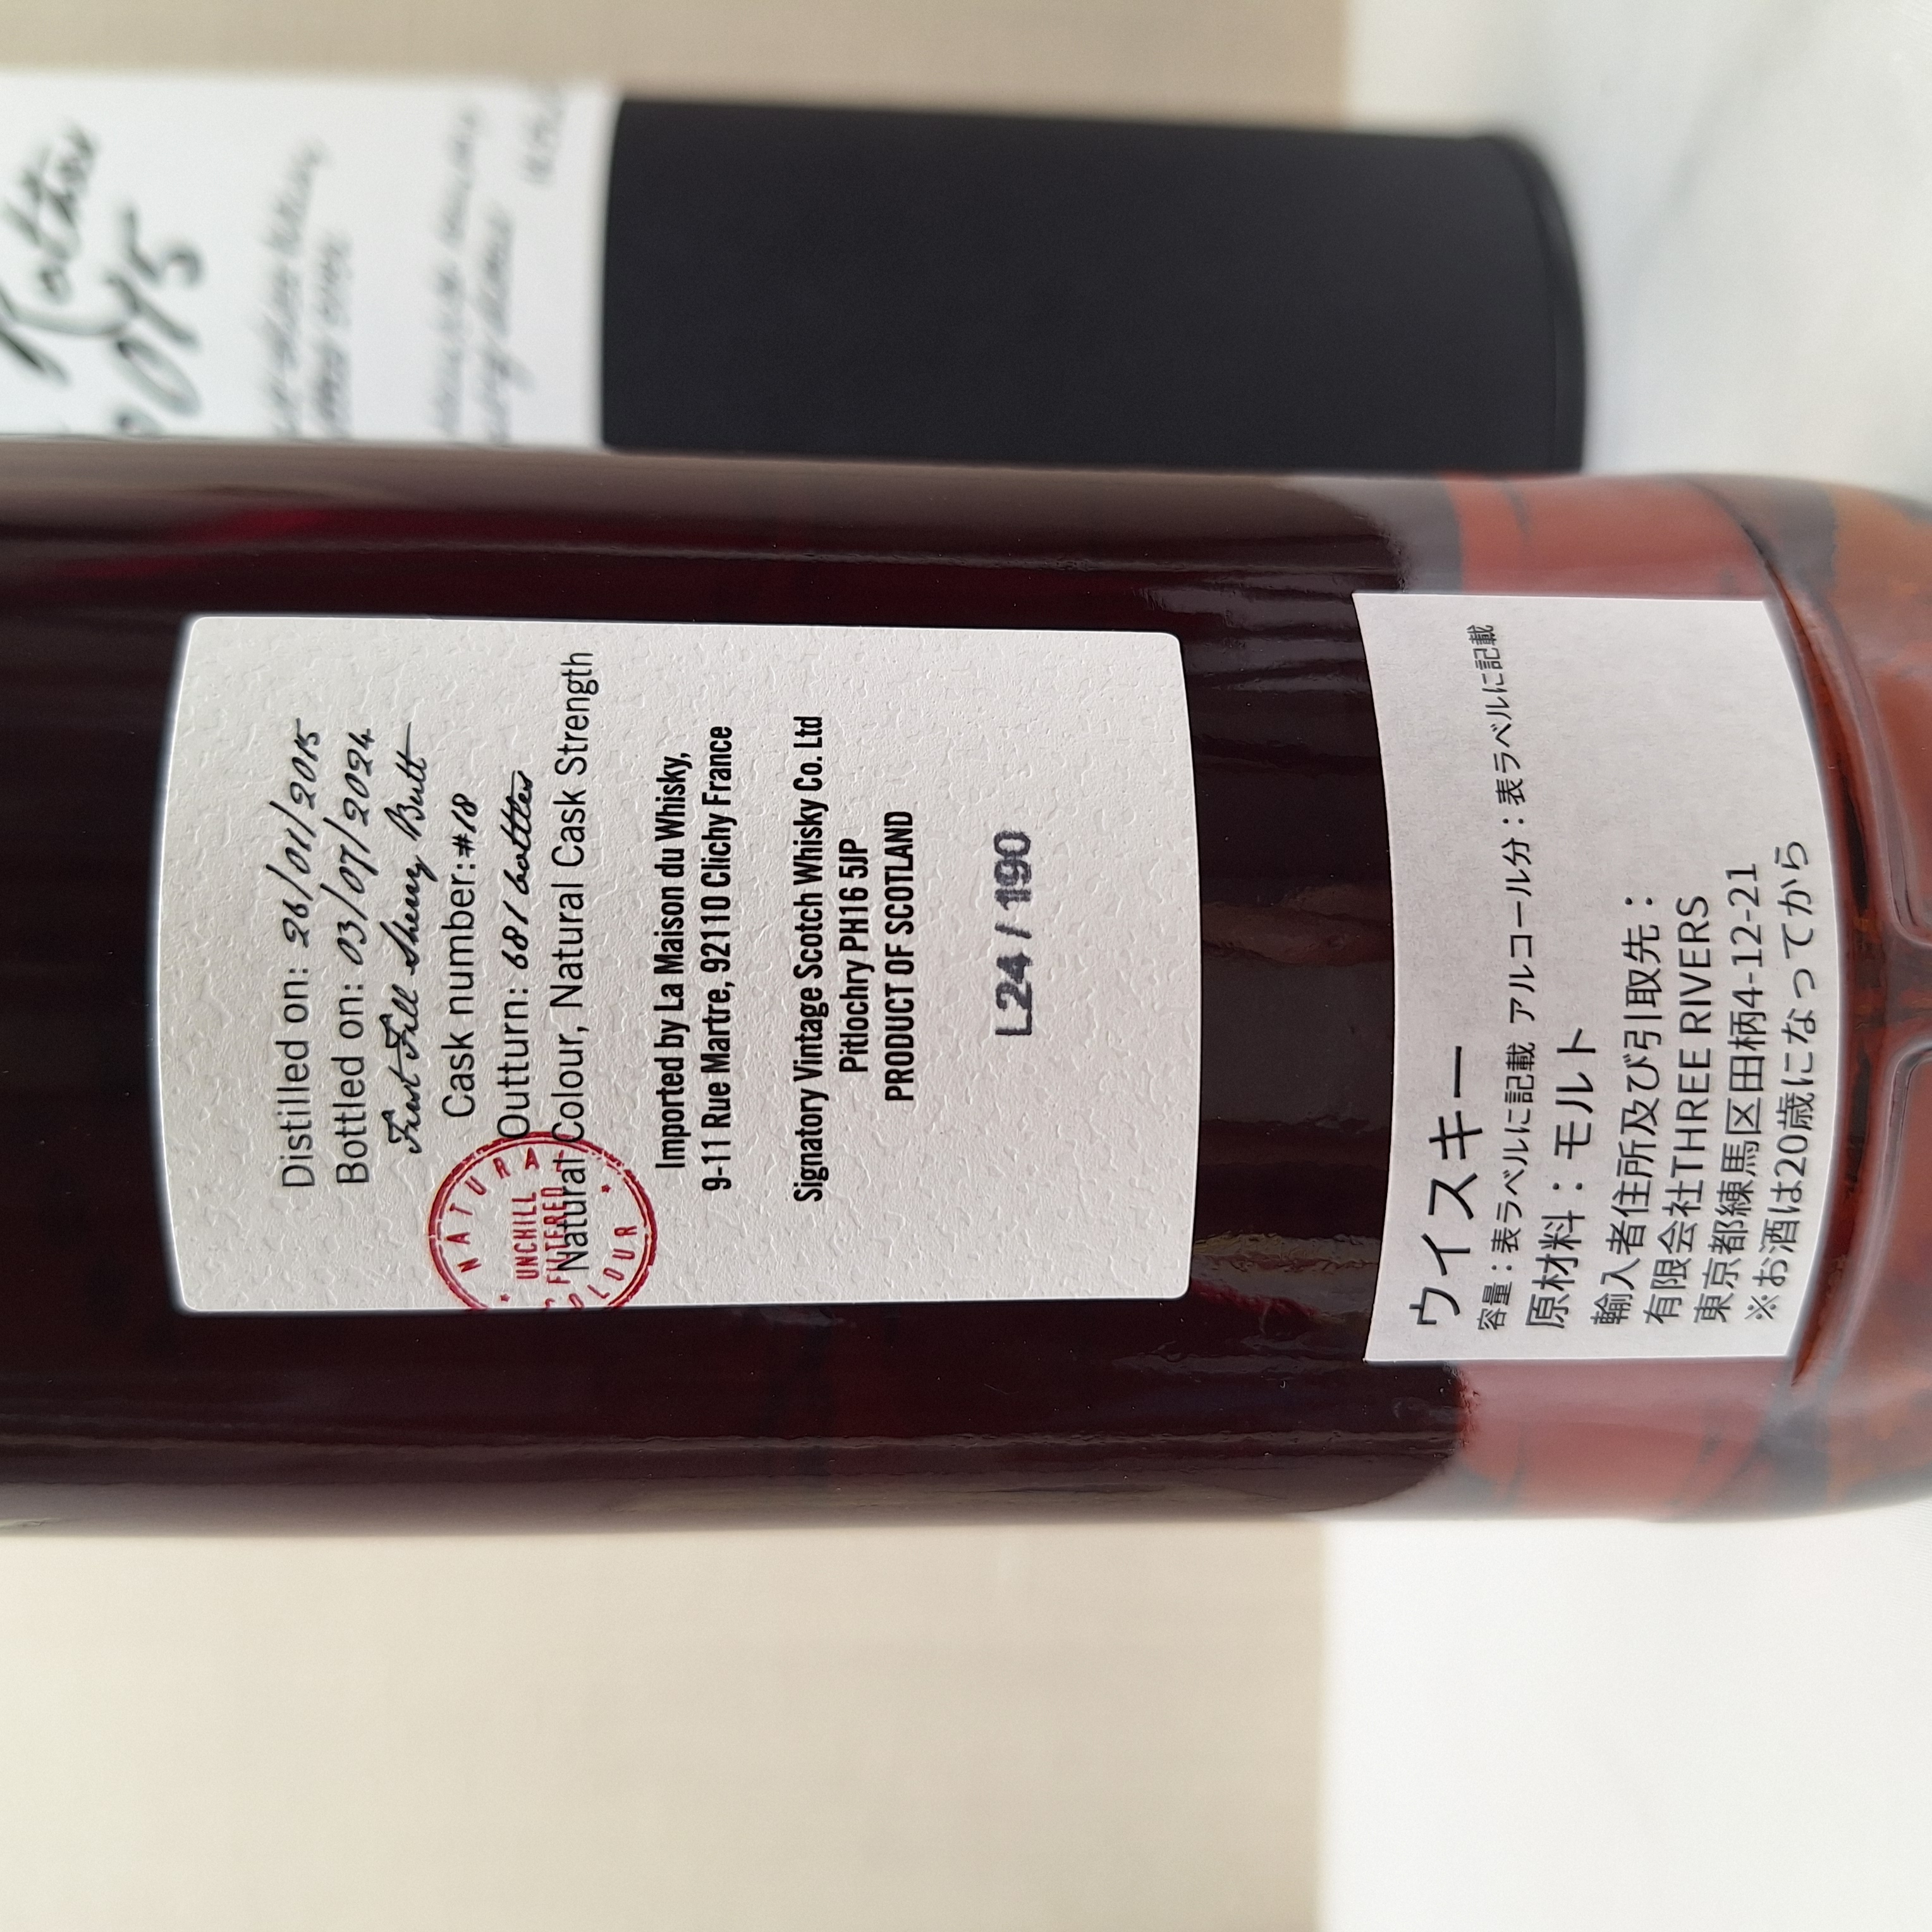 Distilled on: 26/01/2015
Bottled on: 03/07/2024
First Fill Sherry Butt
Cask number: #18
Outturn: 681 bottles
Natural Colour, Natural Cask Strength
NATURAL COLOUR
UNCHILL
FILTERED
Imported by La Maison du Whisky,
9-11 Rue Martre, 92110 Clichy France
Signatory Vintage Scotch Whisky Co. Ltd
Pitlochry PH16 5JP
PRODUCT OF SCOTLAND
L24 / 1190
ウイスキー
容量：表ラベルに記載 アルコール分：表ラベルに記載
原材料：モルト
輸入者住所及び引取先：
有限会社THREE RIVERS
東京都練馬区田柄4-12-21
※お酒は20歳になってから